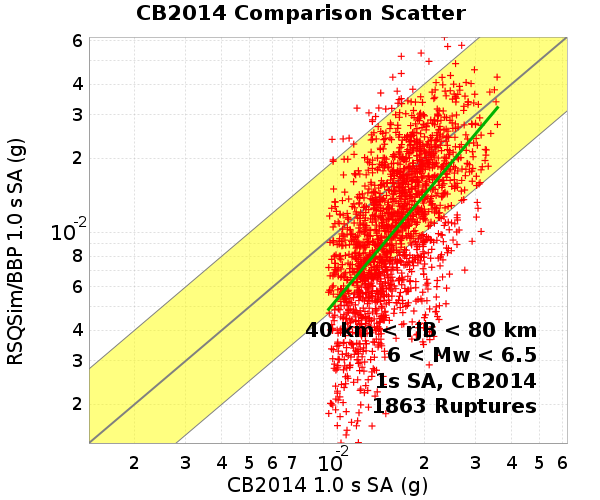 CB2014 Comparison Scatter
RSQSim/BBP 1.0 s SA (g)
6
4
3
2
10-2
8
6
4
3
2
40 km < rJB < 80 km
6 < Mw < 6.5
1s SA, CB2014
1863 Ruptures
2 3 4 5 6 7 10-2 2 3 4 5 6
CB2014 1.0 s SA (g)